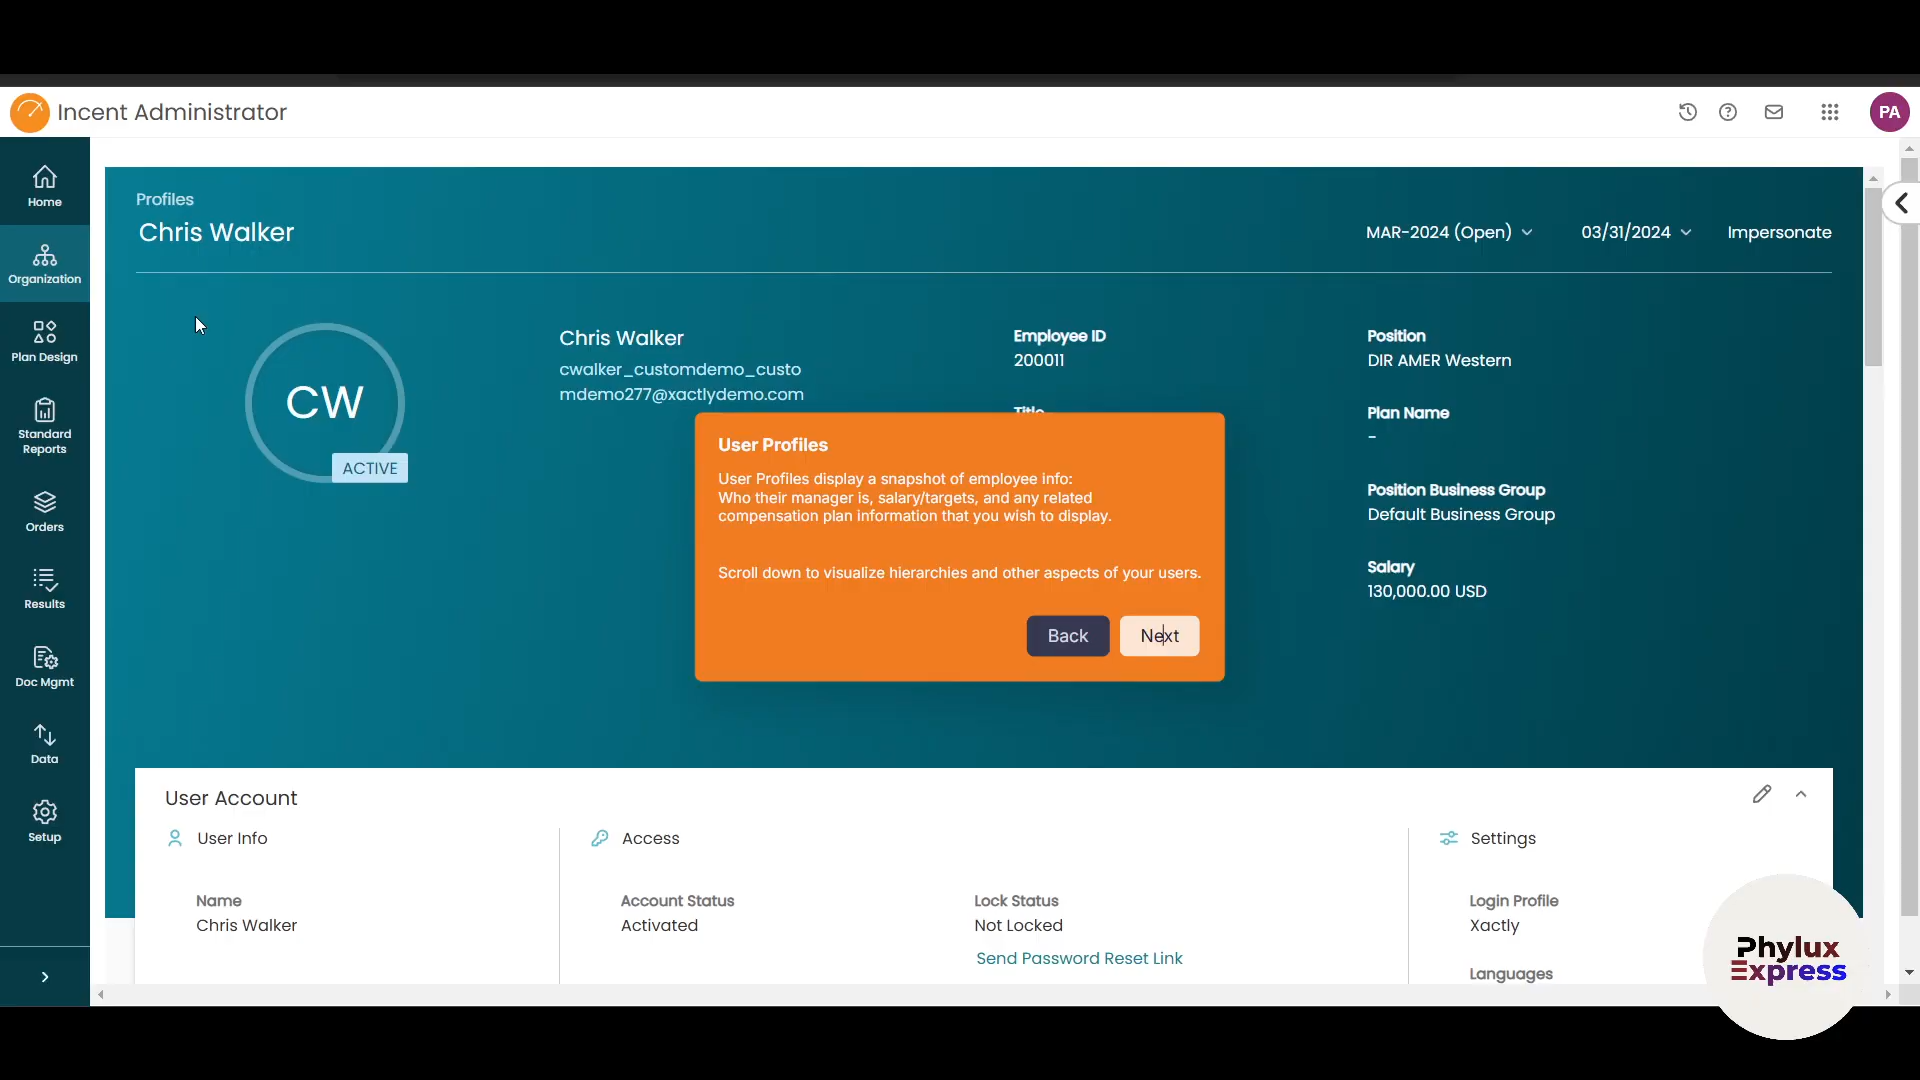 Incent Administrator
PA
Home
Organization
Plan Design
Standard
Reports
Orders
Results
Doc Mgmt
Data
Setup
Profiles
Chris Walker
MAR-2024 (Open)
03/31/2024
Impersonate
CW
ACTIVE
Chris Walker
cwalker_customdemo_custo
mdemo277@xactlydemo.com
Employee ID
200011
Title
Position
DIR AMER Western
Plan Name
-
Position Business Group
Default Business Group
Salary
130,000.00 USD
User Profiles
User Profiles display a snapshot of employee info:
Who their manager is, salary/targets, and any related
compensation plan information that you wish to display.
Scroll down to visualize hierarchies and other aspects of your users.
Back
Next
User Account
User Info
Name
Chris Walker
Access
Account Status
Activated
Lock Status
Not Locked
Send Password Reset Link
Settings
Login Profile
Xactly
Languages
Phylux
Express